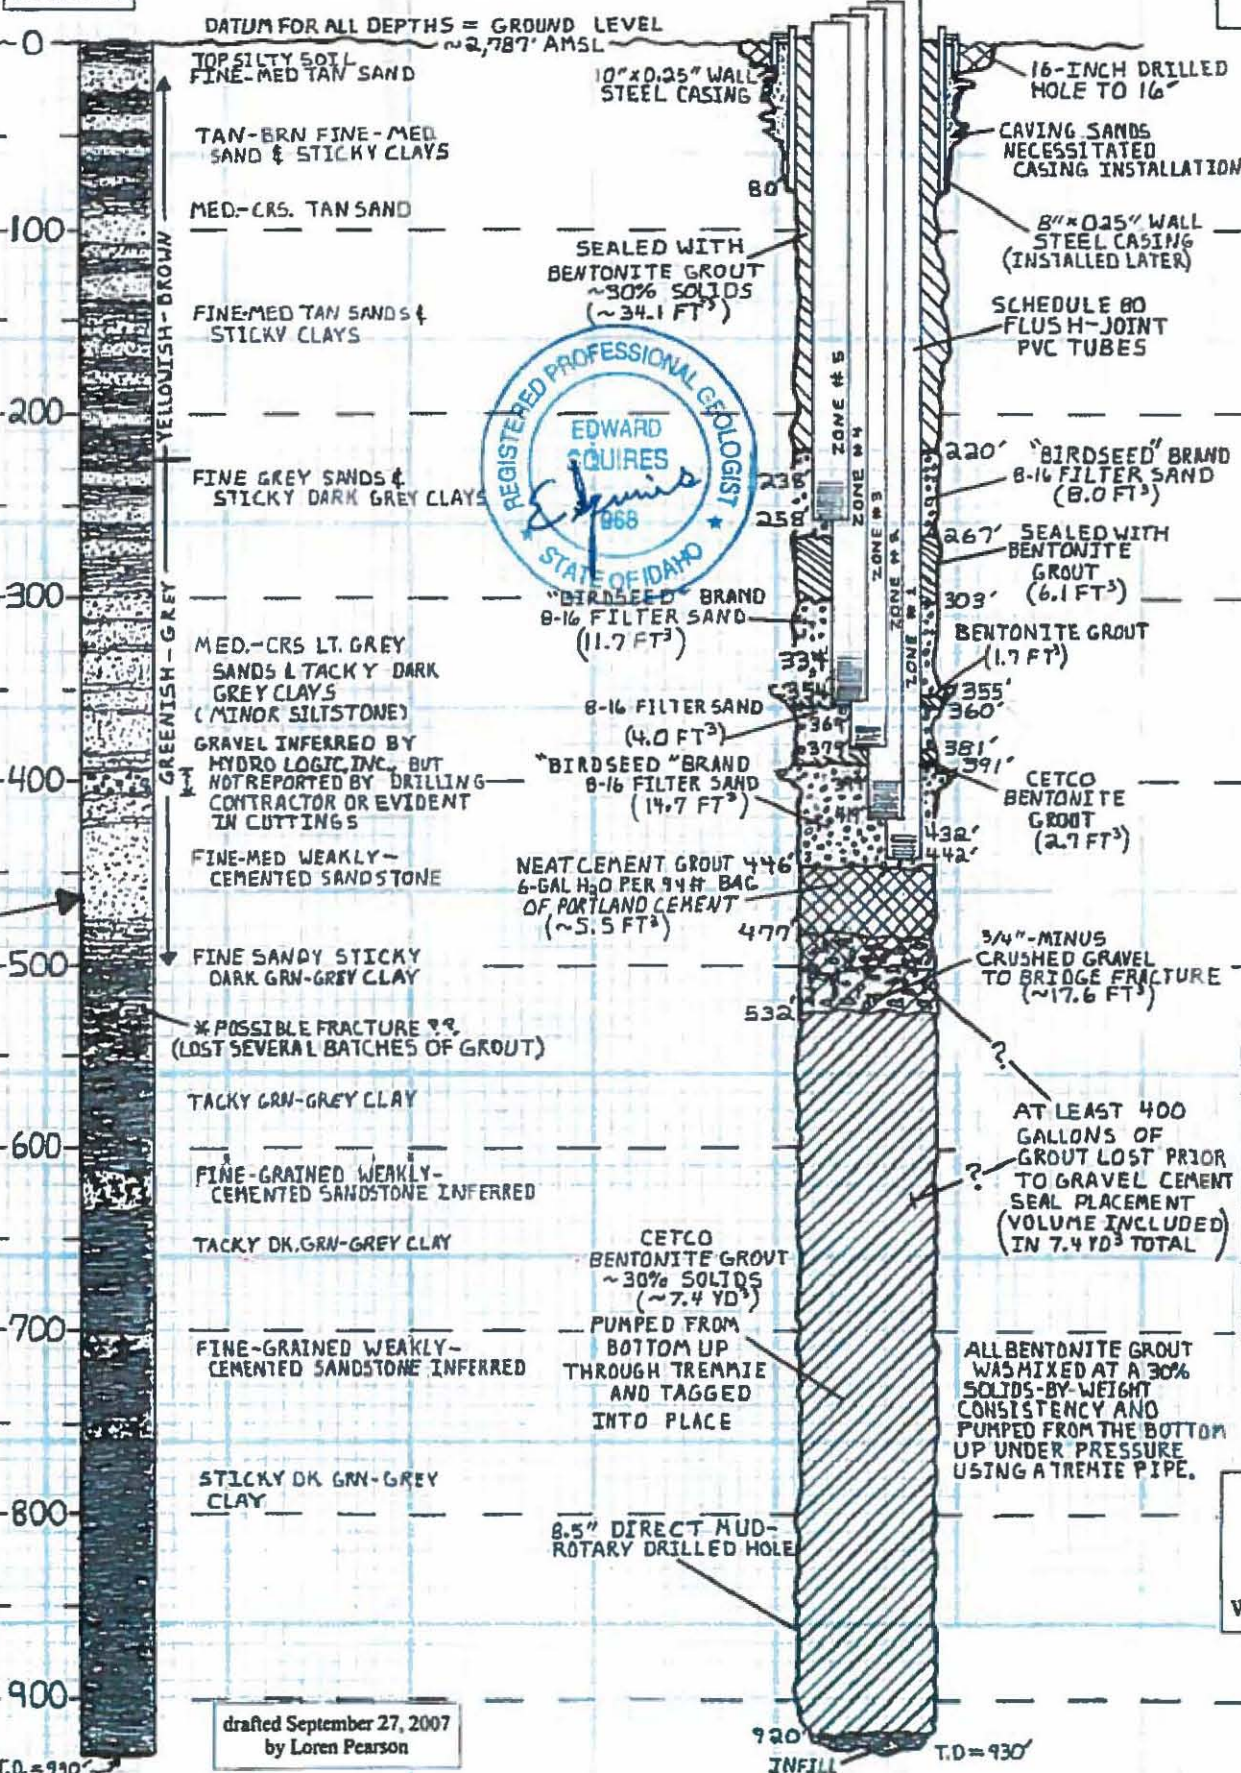 DATUM FOR ALL DEPTHS = GROUND LEVEL
~2,787' AMSL
~0
100
200
300
400
500
600
700
800
900
T.D.=930'
YELLOWISH-BROWN
GREENISH-GREY
TOP SILTY SOIL
FINE-MED TAN SAND
TAN-BRN FINE-MED
SAND & STICKY CLAYS
MED.-CRS. TAN SAND
FINE-MED TAN SANDS &
STICKY CLAYS
FINE GREY SANDS &
STICKY DARK GREY CLAYS
MED.-CRS LT. GREY
SANDS & TACKY DARK
GREY CLAYS
(MINOR SILTSTONE)
GRAVEL INFERRED BY
HYDRO LOGIC, INC., BUT
NOT REPORTED BY DRILLING
CONTRACTOR OR EVIDENT
IN CUTTINGS
FINE-MED WEAKLY-
CEMENTED SANDSTONE
FINE SANDY STICKY
DARK GRN-GREY CLAY
* POSSIBLE FRACTURE ??
(LOST SEVERAL BATCHES OF GROUT)
TACKY GRN-GREY CLAY
FINE-GRAINED WEAKLY-
CEMENTED SANDSTONE INFERRED
TACKY DK. GRN-GREY CLAY
FINE-GRAINED WEAKLY-
CEMENTED SANDSTONE INFERRED
STICKY DK GRN-GREY
CLAY
drafted September 27, 2007
by Loren Pearson
10"x0.25" WALL
STEEL CASING
80
SEALED WITH
BENTONITE GROUT
~30% SOLIDS
(~34.1 FT³)
REGISTERED PROFESSIONAL GEOLOGIST
EDWARD
SQUIRES
968
STATE OF IDAHO
238'
258'
"BIRDSEED" BRAND
8-16 FILTER SAND
(11.7 FT³)
334'
354'
8-16 FILTER SAND
(4.0 FT³)
369'
379'
"BIRDSEED" BRAND
8-16 FILTER SAND
(14.7 FT³)
NEAT CEMENT GROUT 446'
6-GAL H₂O PER 94# BAG
OF PORTLAND CEMENT
(~5.5 FT³)
477'
532'
CETCO
BENTONITE GROUT
~30% SOLIDS
(~7.4 YD³)
PUMPED FROM
BOTTOM UP
THROUGH TREMMIE
AND TAGGED
INTO PLACE
8.5" DIRECT MUD-
ROTARY DRILLED HOLE
920'
INFILL
T.D=930'
ZONE #5
ZONE #4
ZONE #3
ZONE #2
ZONE #1
16-INCH DRILLED
HOLE TO 16'
CAVING SANDS
NECESSITATED
CASING INSTALLATION
8"x0.25" WALL
STEEL CASING
(INSTALLED LATER)
SCHEDULE 80
FLUSH-JOINT
PVC TUBES
220' "BIRDSEED" BRAND
8-16 FILTER SAND
(8.0 FT³)
267' SEALED WITH
BENTONITE
GROUT
(6.1 FT³)
303'
BENTONITE GROUT
(1.7 FT³)
355'
360'
381'
391'
CETCO
BENTONITE
GROUT
(2.7 FT³)
432'
442'
3/4"-MINUS
CRUSHED GRAVEL
TO BRIDGE FRACTURE
(~17.6 FT³)
?
?
AT LEAST 400
GALLONS OF
GROUT LOST PRIOR
TO GRAVEL CEMENT
SEAL PLACEMENT
(VOLUME INCLUDED
IN 7.4 YD³ TOTAL)
ALL BENTONITE GROUT
WAS MIXED AT A 30%
SOLIDS-BY-WEIGHT
CONSISTENCY AND
PUMPED FROM THE BOTTOM
UP UNDER PRESSURE
USING A TREMIE PIPE.